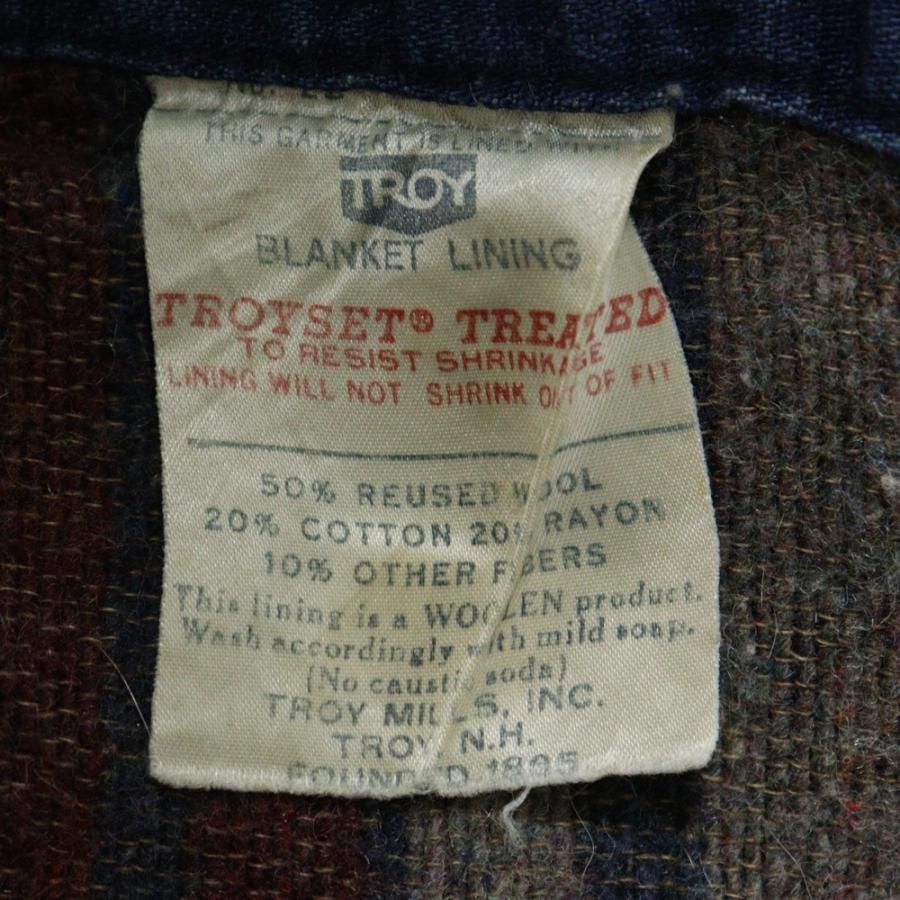 THIS GARMENT IS LINED WITH
TROY
BLANKET LINING
TROYSET® TREATED
TO RESIST SHRINKAGE
LINING WILL NOT SHRINK OUT OF FIT
50% REUSED WOOL
20% COTTON 20% RAYON
10% OTHER FIBERS
This lining is a WOOLEN product.
Wash accordingly with mild soap.
(No caustic soda)
TROY MILLS, INC.
TROY, N.H.
FOUNDED 1865